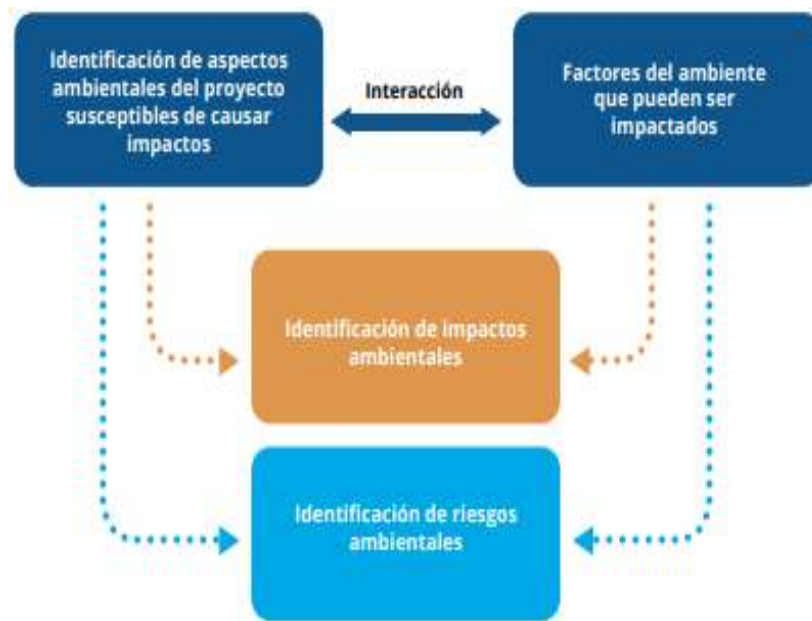 Identificación de aspectos
ambientales del proyecto
susceptibles de causar
impactos
Interacción
Factores del ambiente
que pueden ser
impactados
Identificación de impactos
ambientales
Identificación de riesgos
ambientales